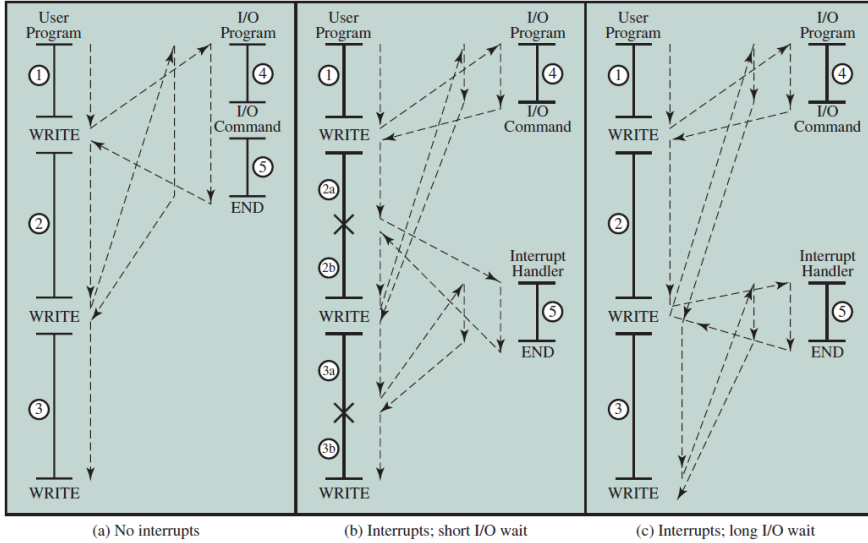 User
Program
I/O
Program
1
4
I/O
Command
WRITE
5
2
END
WRITE
3
WRITE
(a) No interrupts
User
Program
I/O
Program
1
4
I/O
Command
WRITE
2a
2b
Interrupt
Handler
WRITE
5
END
3a
3b
WRITE
(b) Interrupts; short I/O wait
User
Program
I/O
Program
1
4
I/O
Command
WRITE
2
Interrupt
Handler
WRITE
5
END
3
WRITE
(c) Interrupts; long I/O wait